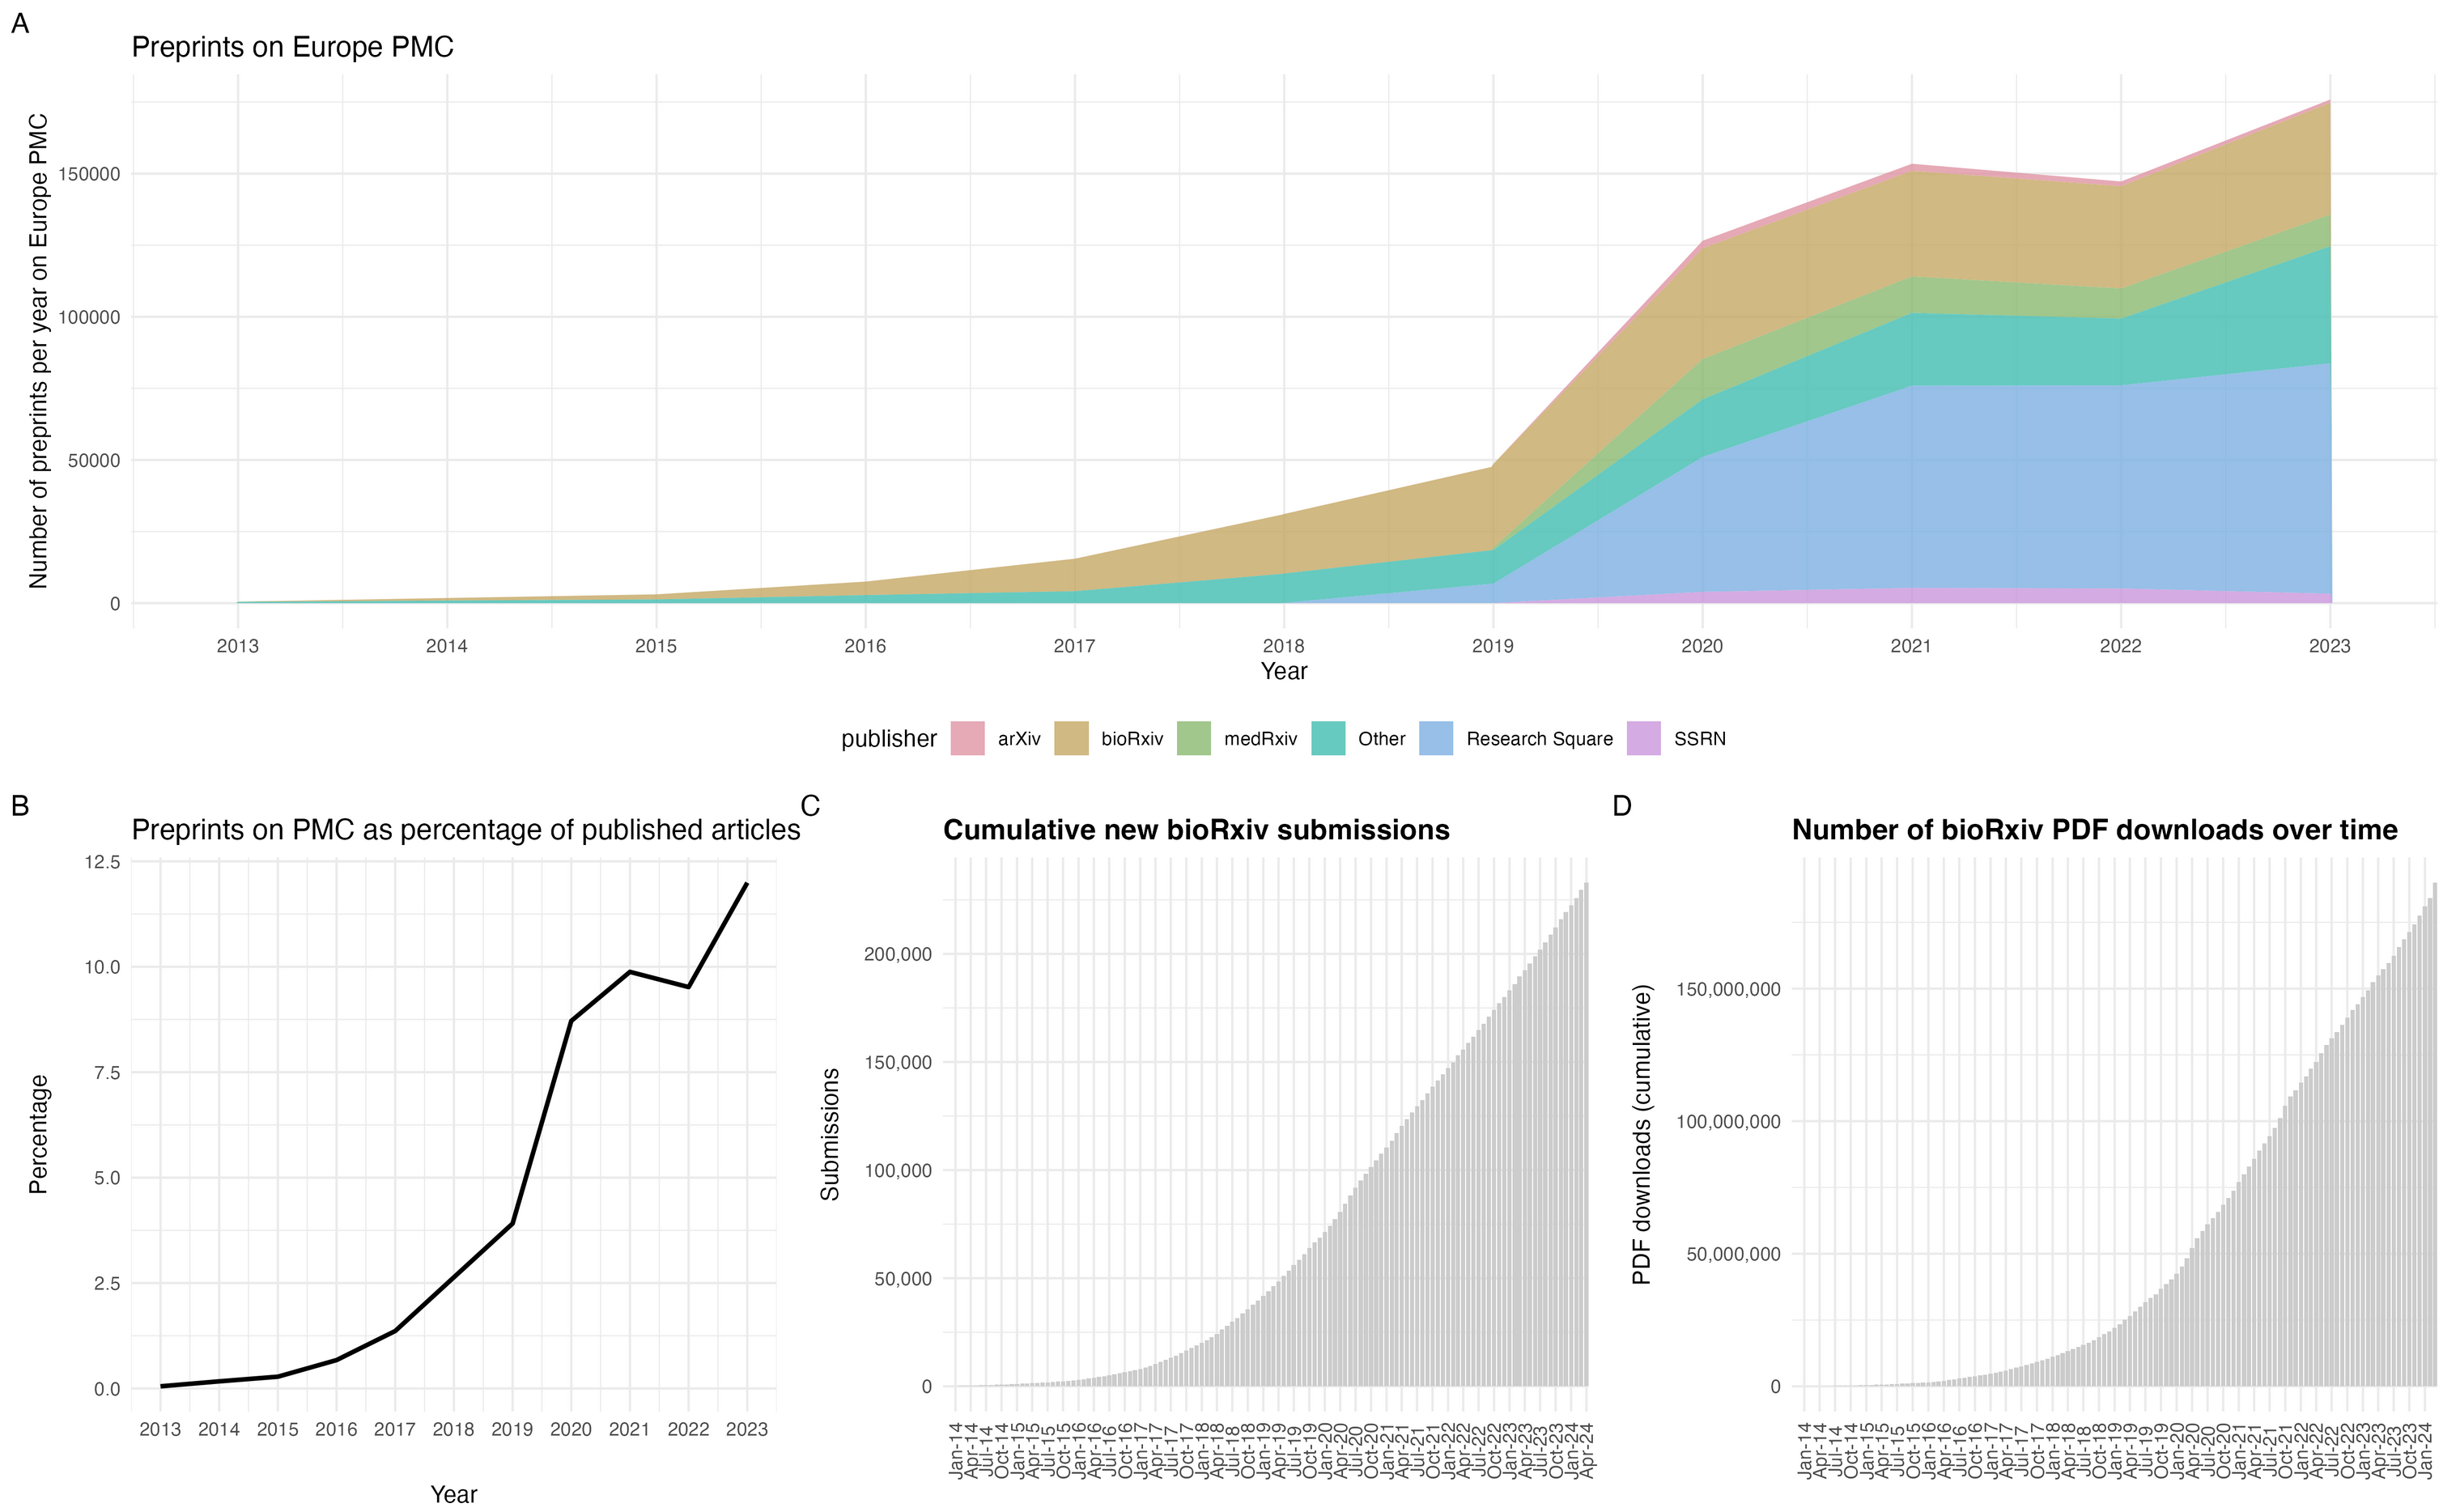 A
Preprints on Europe PMC
Number of preprints per year on Europe PMC
150000
100000
50000
0
2013 2014 2015 2016 2017 2018 2019 2020 2021 2022 2023
Year
publisher arXiv bioRxiv medRxiv Other Research Square SSRN
B
Preprints on PMC as percentage of published articles
Percentage
12.5
10.0
7.5
5.0
2.5
0.0
2013 2014 2015 2016 2017 2018 2019 2020 2021 2022 2023
Year
C
Cumulative new bioRxiv submissions
Submissions
200,000
150,000
100,000
50,000
0
Jan-14 Apr-14 Jul-14 Oct-14 Jan-15 Apr-15 Jul-15 Oct-15 Jan-16 Apr-16 Jul-16 Oct-16 Jan-17 Apr-17 Jul-17 Oct-17 Jan-18 Apr-18 Jul-18 Oct-18 Jan-19 Apr-19 Jul-19 Oct-19 Jan-20 Apr-20 Jul-20 Oct-20 Jan-21 Apr-21 Jul-21 Oct-21 Jan-22 Apr-22 Jul-22 Oct-22 Jan-23 Apr-23 Jul-23 Oct-23 Jan-24 Apr-24
D
Number of bioRxiv PDF downloads over time
PDF downloads (cumulative)
150,000,000
100,000,000
50,000,000
0
Jan-14 Apr-14 Jul-14 Oct-14 Jan-15 Apr-15 Jul-15 Oct-15 Jan-16 Apr-16 Jul-16 Oct-16 Jan-17 Apr-17 Jul-17 Oct-17 Jan-18 Apr-18 Jul-18 Oct-18 Jan-19 Apr-19 Jul-19 Oct-19 Jan-20 Apr-20 Jul-20 Oct-20 Jan-21 Apr-21 Jul-21 Oct-21 Jan-22 Apr-22 Jul-22 Oct-22 Jan-23 Apr-23 Jul-23 Oct-23 Jan-24